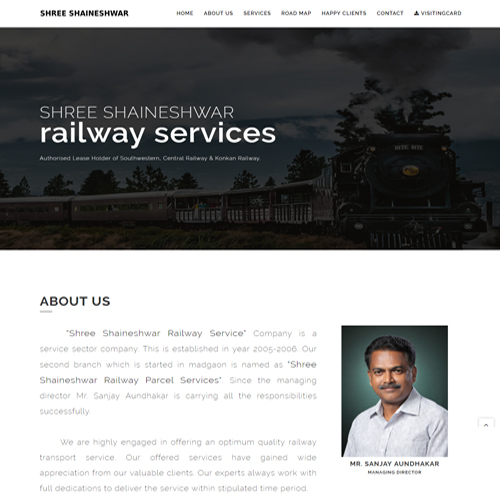 SHREE SHAINESHWAR
HOME ABOUT US SERVICES ROAD MAP HAPPY CLIENTS CONTACT VISITINGCARD
SHREE SHAINESHWAR
railway services
Authorised Lease Holder of Southwestern, Central Railway & Konkan Railway.
ABOUT US
"Shree Shaineshwar Railway Service" Company is a
service sector company. This is established in year 2005-2006. Our
second branch which is started in madgaon is named as "Shree
Shaineshwar Railway Parcel Services". Since the managing
director Mr. Sanjay Aundhakar is carrying all the responsibilities
successfully.
We are highly engaged in offering an optimum quality railway
transport service. Our offered services have gained wide
appreciation from our valuable clients. Our experts always work with
full dedications to deliver the service within stipulated time period.
MR. SANJAY AUNDHAKAR
MANAGING DIRECTOR